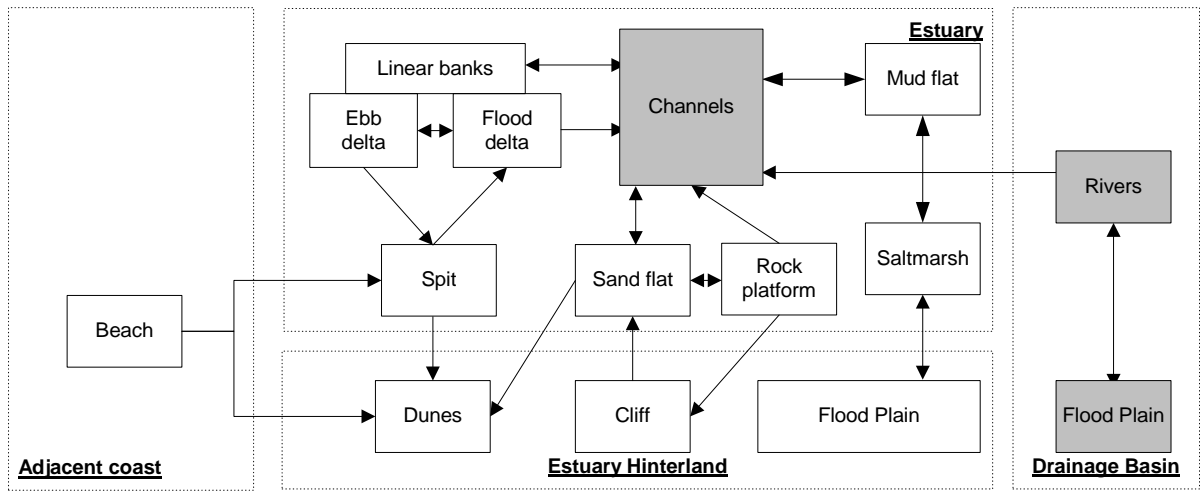 Estuary
Linear banks
Channels
Mud flat
Ebb
delta
Flood
delta
Rivers
Spit
Sand flat
Rock
platform
Saltmarsh
Beach
Dunes
Cliff
Flood Plain
Flood Plain
Adjacent coast
Estuary Hinterland
Drainage Basin